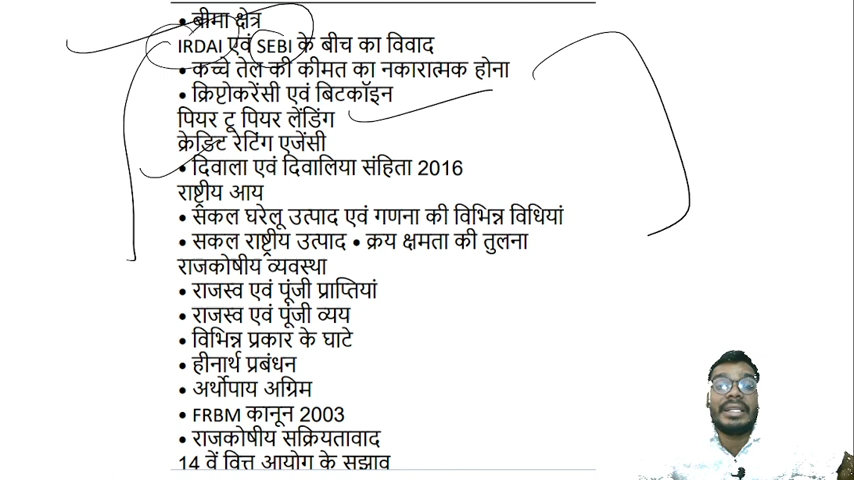 • बीमा क्षेत्र
IRDAI एवं SEBI के बीच का विवाद
• कच्चे तेल की कीमत का नकारात्मक होना
• क्रिप्टोकरेंसी एवं बिटकॉइन
पियर टू पियर लेंडिंग
क्रेडिट रेटिंग एजेंसी
• दिवाला एवं दिवालिया संहिता 2016
राष्ट्रीय आय
• सकल घरेलू उत्पाद एवं गणना की विभिन्न विधियां
• सकल राष्ट्रीय उत्पाद • क्रय क्षमता की तुलना
राजकोषीय व्यवस्था
• राजस्व एवं पूंजी प्राप्तियां
• राजस्व एवं पूंजी व्यय
• विभिन्न प्रकार के घाटे
• हीनार्थ प्रबंधन
• अर्थोपाय अग्रिम
• FRBM कानून 2003
• राजकोषीय सक्रियतावाद
14 वें वित्त आयोग के सुझाव